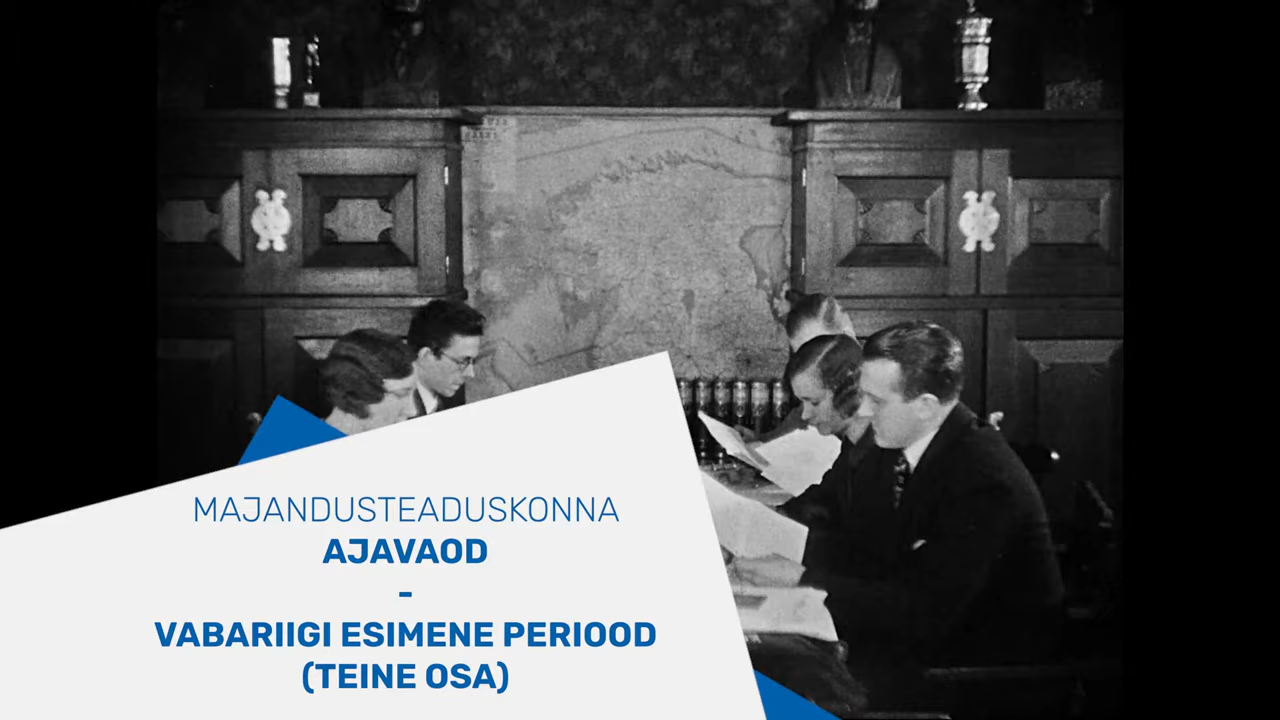 MAJANDUSTEADUSKONNA
AJAVAOD
-
VABARIIGI ESIMENE PERIOOD
(TEINE OSA)